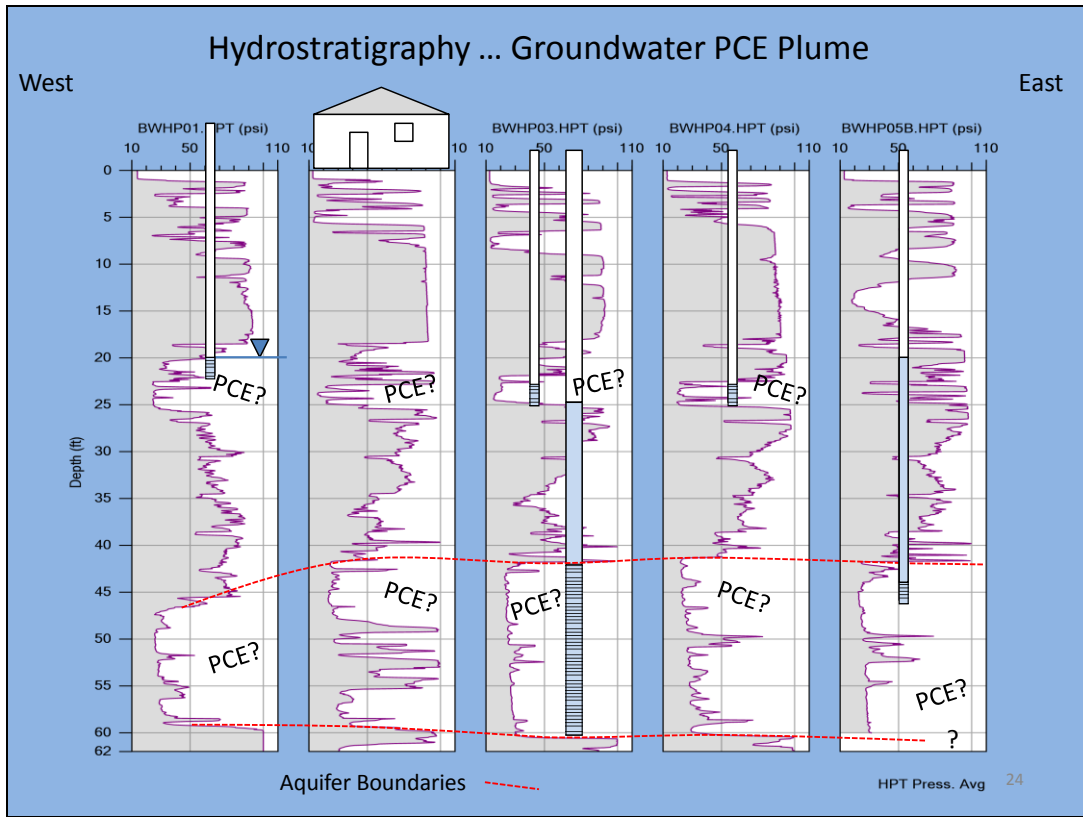 Hydrostratigraphy … Groundwater PCE Plume
West
East
BWHP01. PT (psi)
BWHP03.HPT (psi)
BWHP04.HPT (psi)
BWHP05B.HPT (psi)
10 50 110
10 50 110
10 50 110
10 50 110
0
5
10
15
20
25
30
35
40
45
50
55
60
62
Depth (ft)
PCE?
PCE?
PCE?
PCE?
PCE?
PCE?
PCE?
PCE?
PCE?
?
Aquifer Boundaries
HPT Press. Avg
24